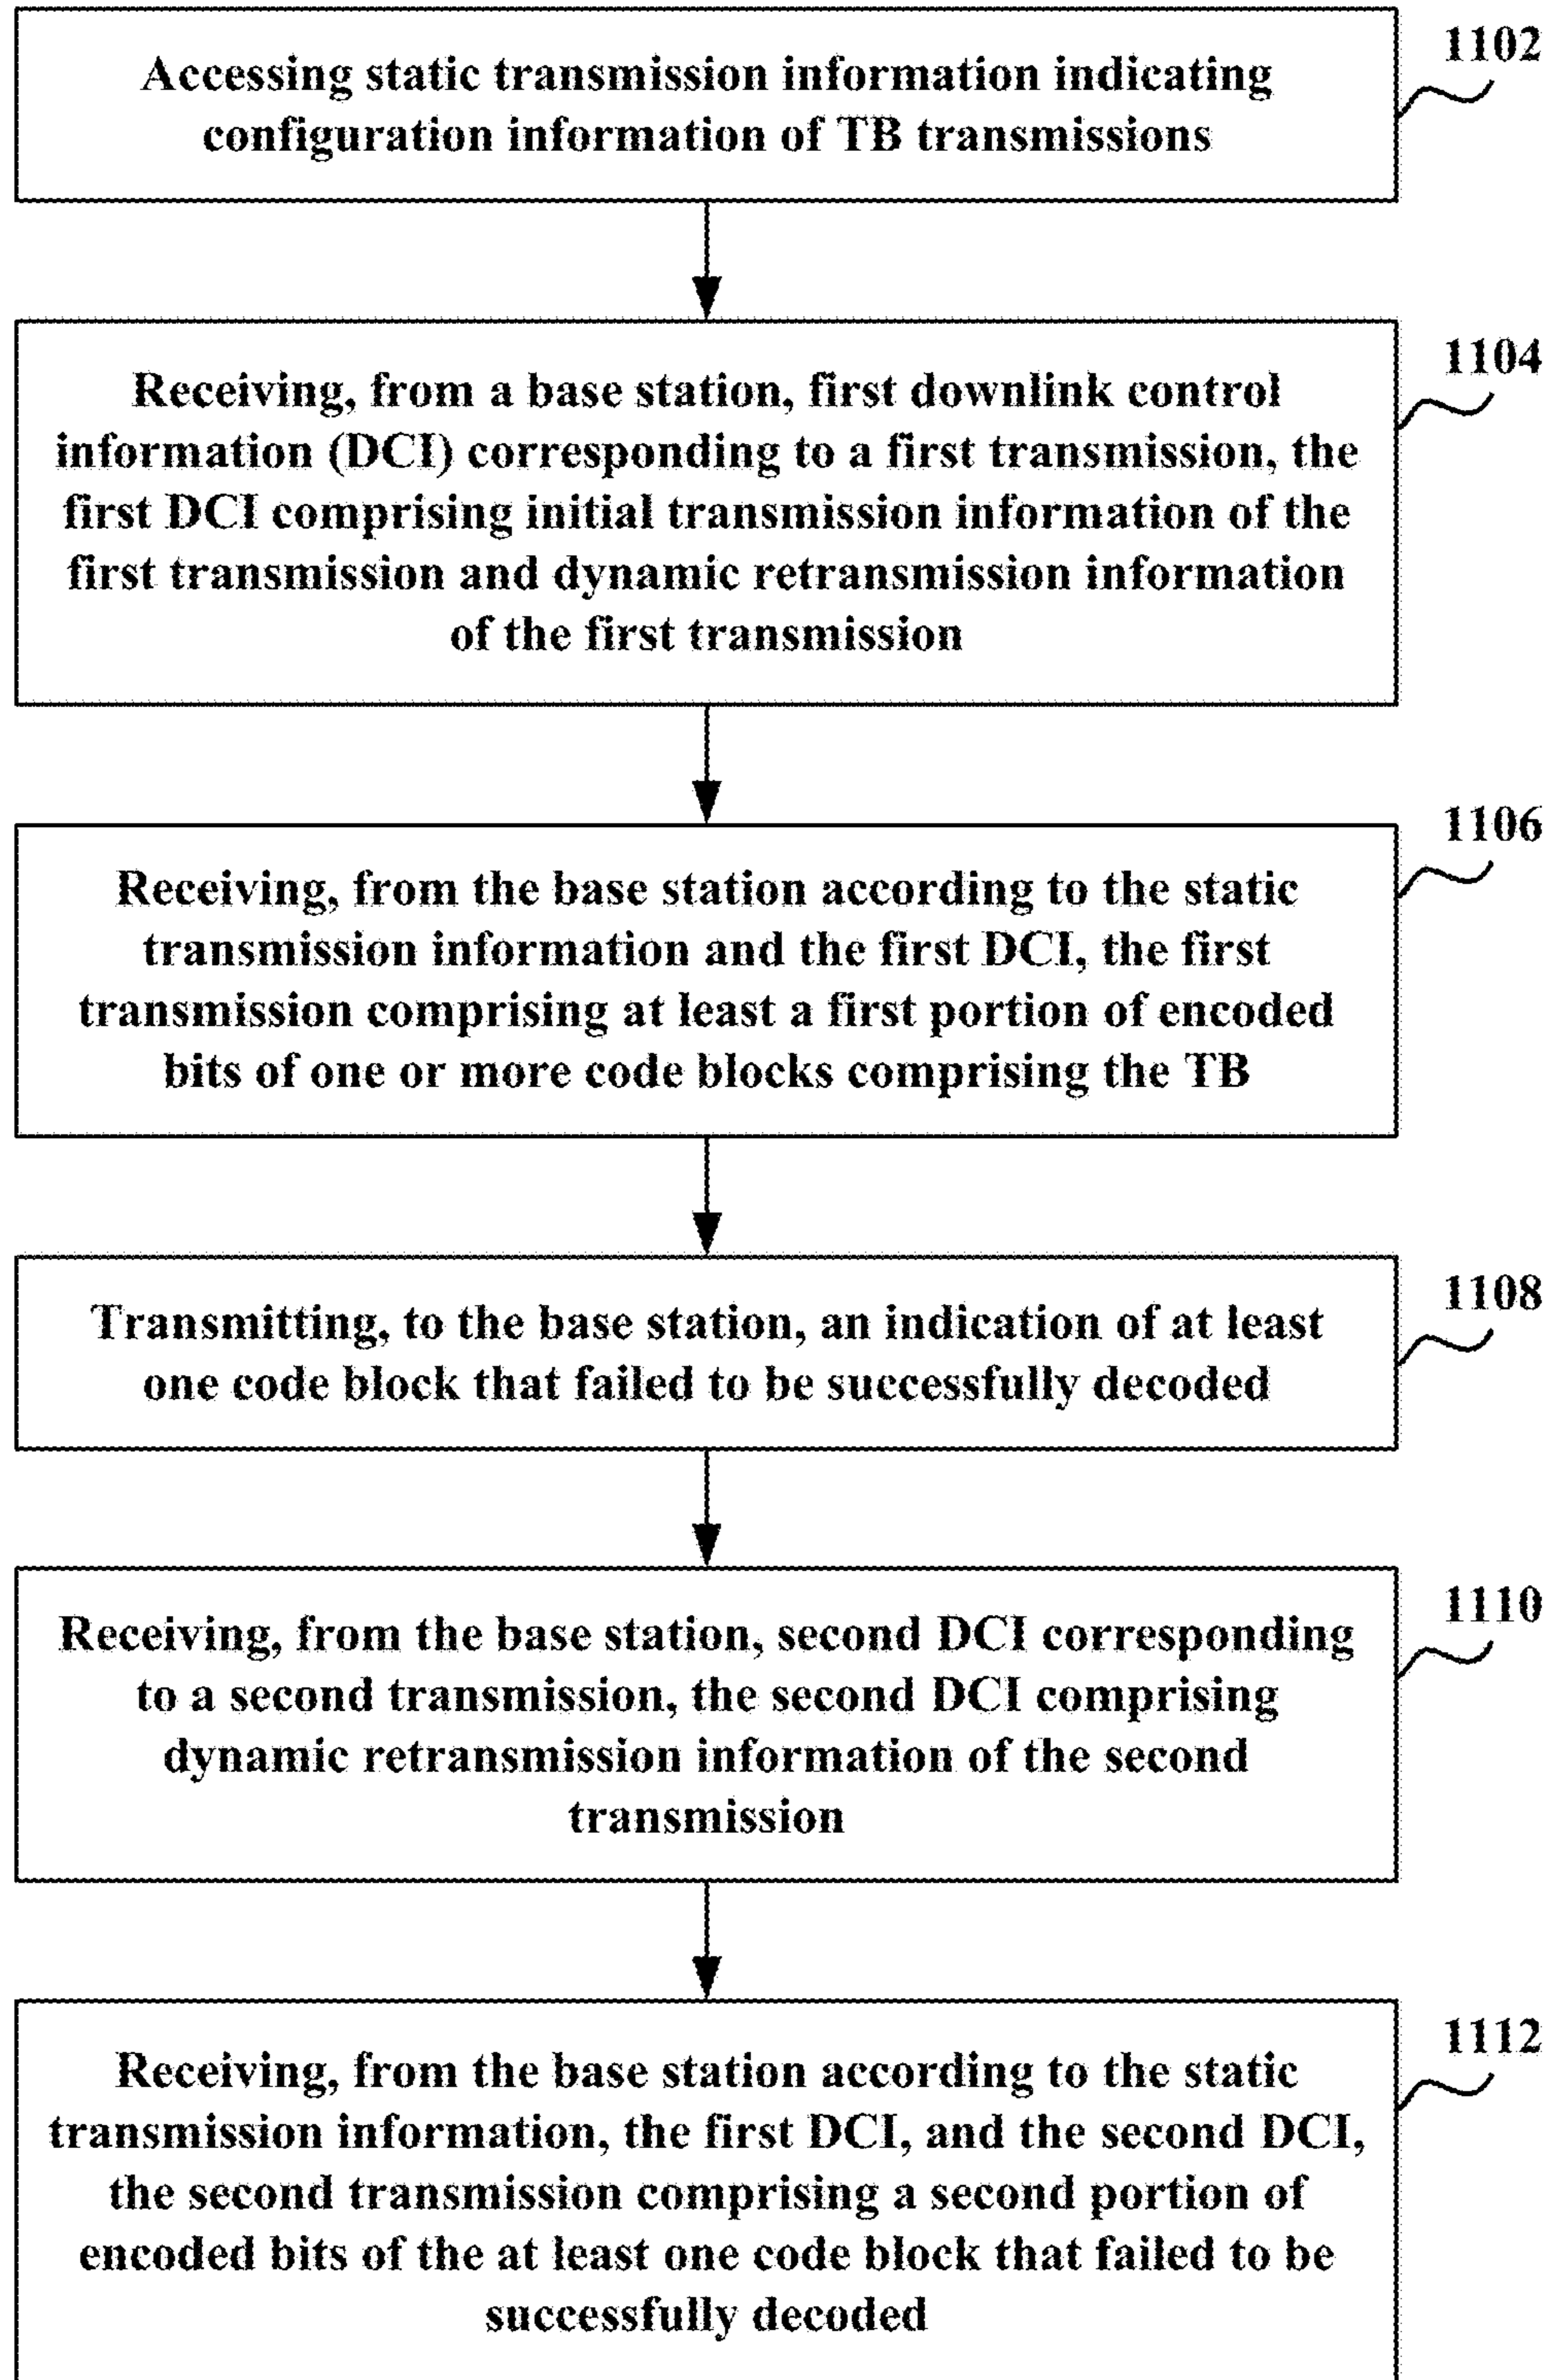 1102
Accessing static transmission information indicating
configuration information of TB transmissions
1104
Receiving, from a base station, first downlink control
information (DCI) corresponding to a first transmission, the
first DCI comprising initial transmission information of the
first transmission and dynamic retransmission information
of the first transmission
1106
Receiving, from the base station according to the static
transmission information and the first DCI, the first
transmission comprising at least a first portion of encoded
bits of one or more code blocks comprising the TB
1108
Transmitting, to the base station, an indication of at least
one code block that failed to be successfully decoded
1110
Receiving, from the base station, second DCI corresponding
to a second transmission, the second DCI comprising
dynamic retransmission information of the second
transmission
1112
Receiving, from the base station according to the static
transmission information, the first DCI, and the second DCI,
the second transmission comprising a second portion of
encoded bits of the at least one code block that failed to be
successfully decoded